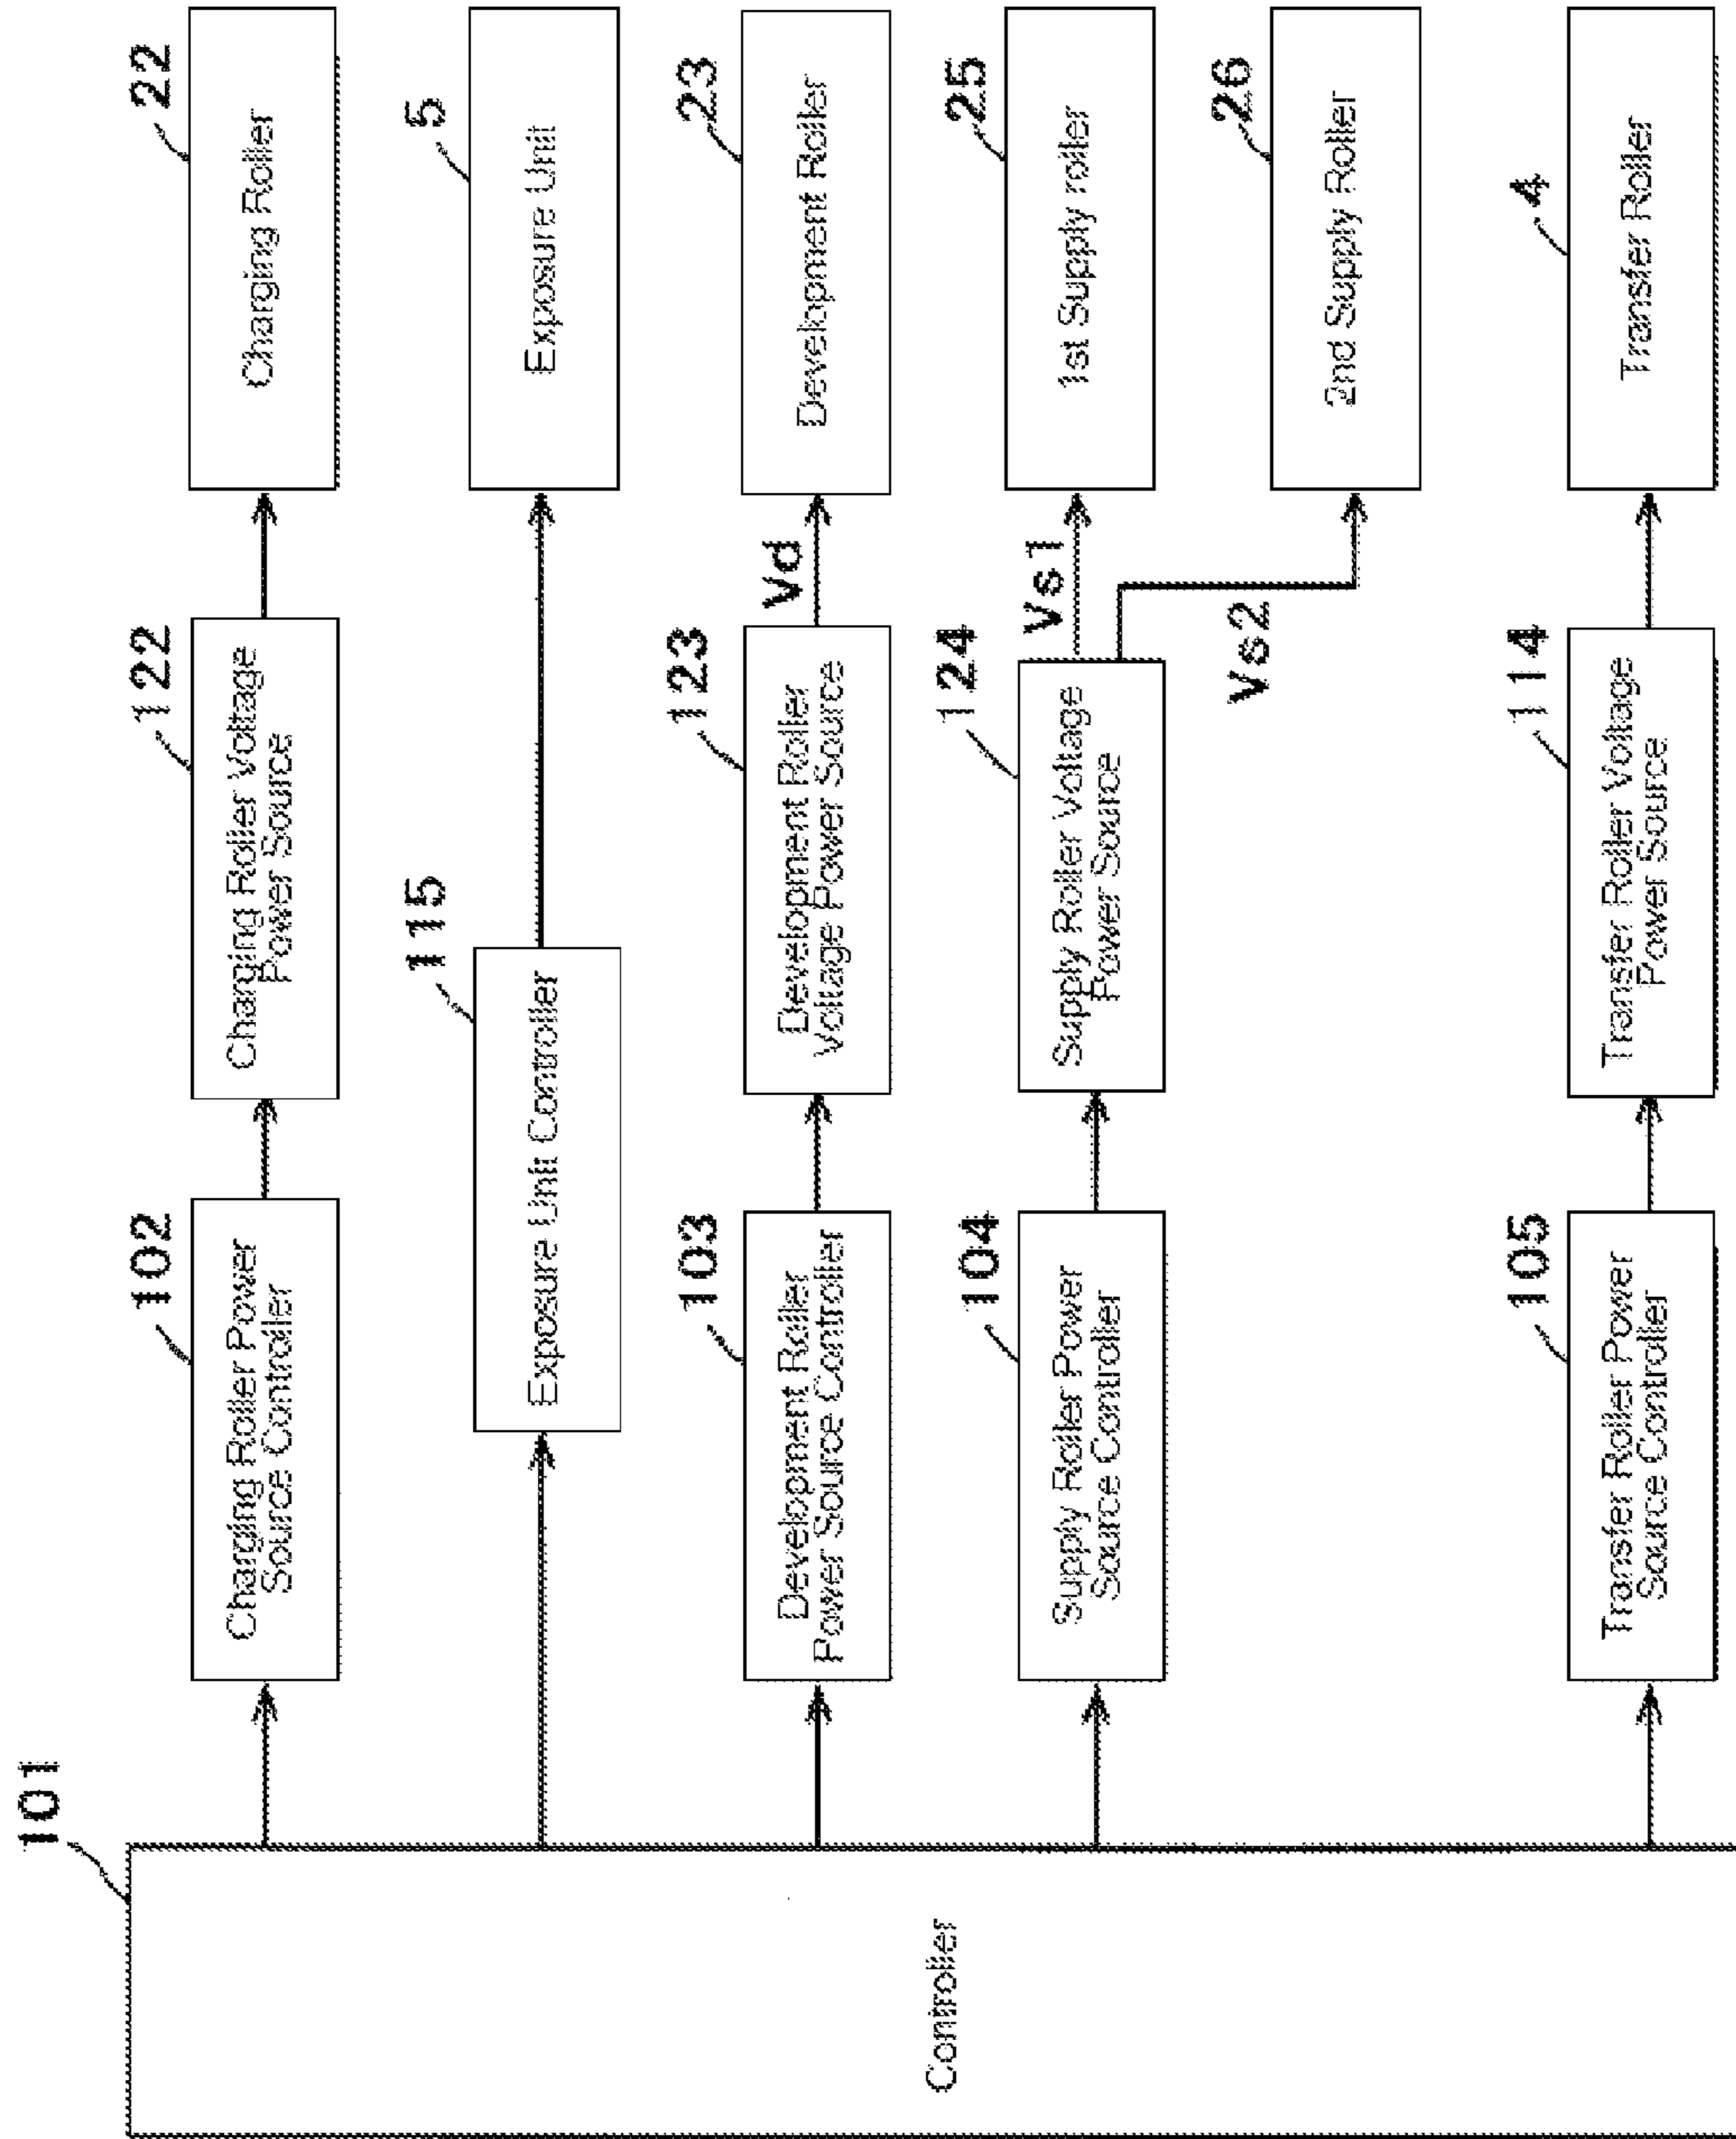 101
Controller
102
Charging Roller Power
Source Controller
122
Charging Roller Voltage
Power Source
22
Charging Roller
115
Exposure Unit Controller
5
Exposure Unit
103
Development Roller
Power Source Controller
123
Development Roller
Voltage Power Source
Vd
23
Development Roller
104
Supply Roller Power
Source Controller
124
Supply Roller Voltage
Power Source
Vs1
25
1st Supply roller
Vs2
26
2nd Supply Roller
105
Transfer Roller Power
Source Controller
114
Transfer Roller Voltage
Power Source
4
Transfer Roller